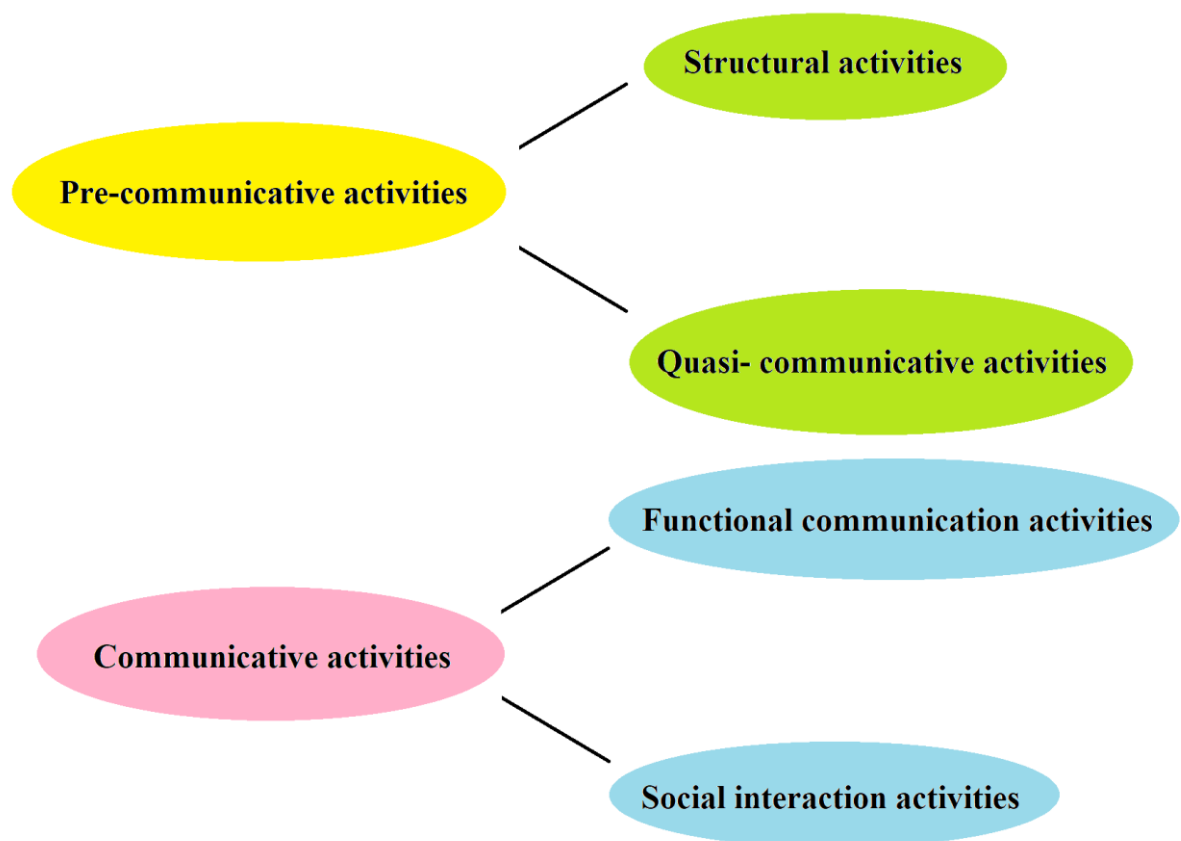 Structural activities
Pre-communicative activities
Quasi- communicative activities
Functional communication activities
Communicative activities
Social interaction activities